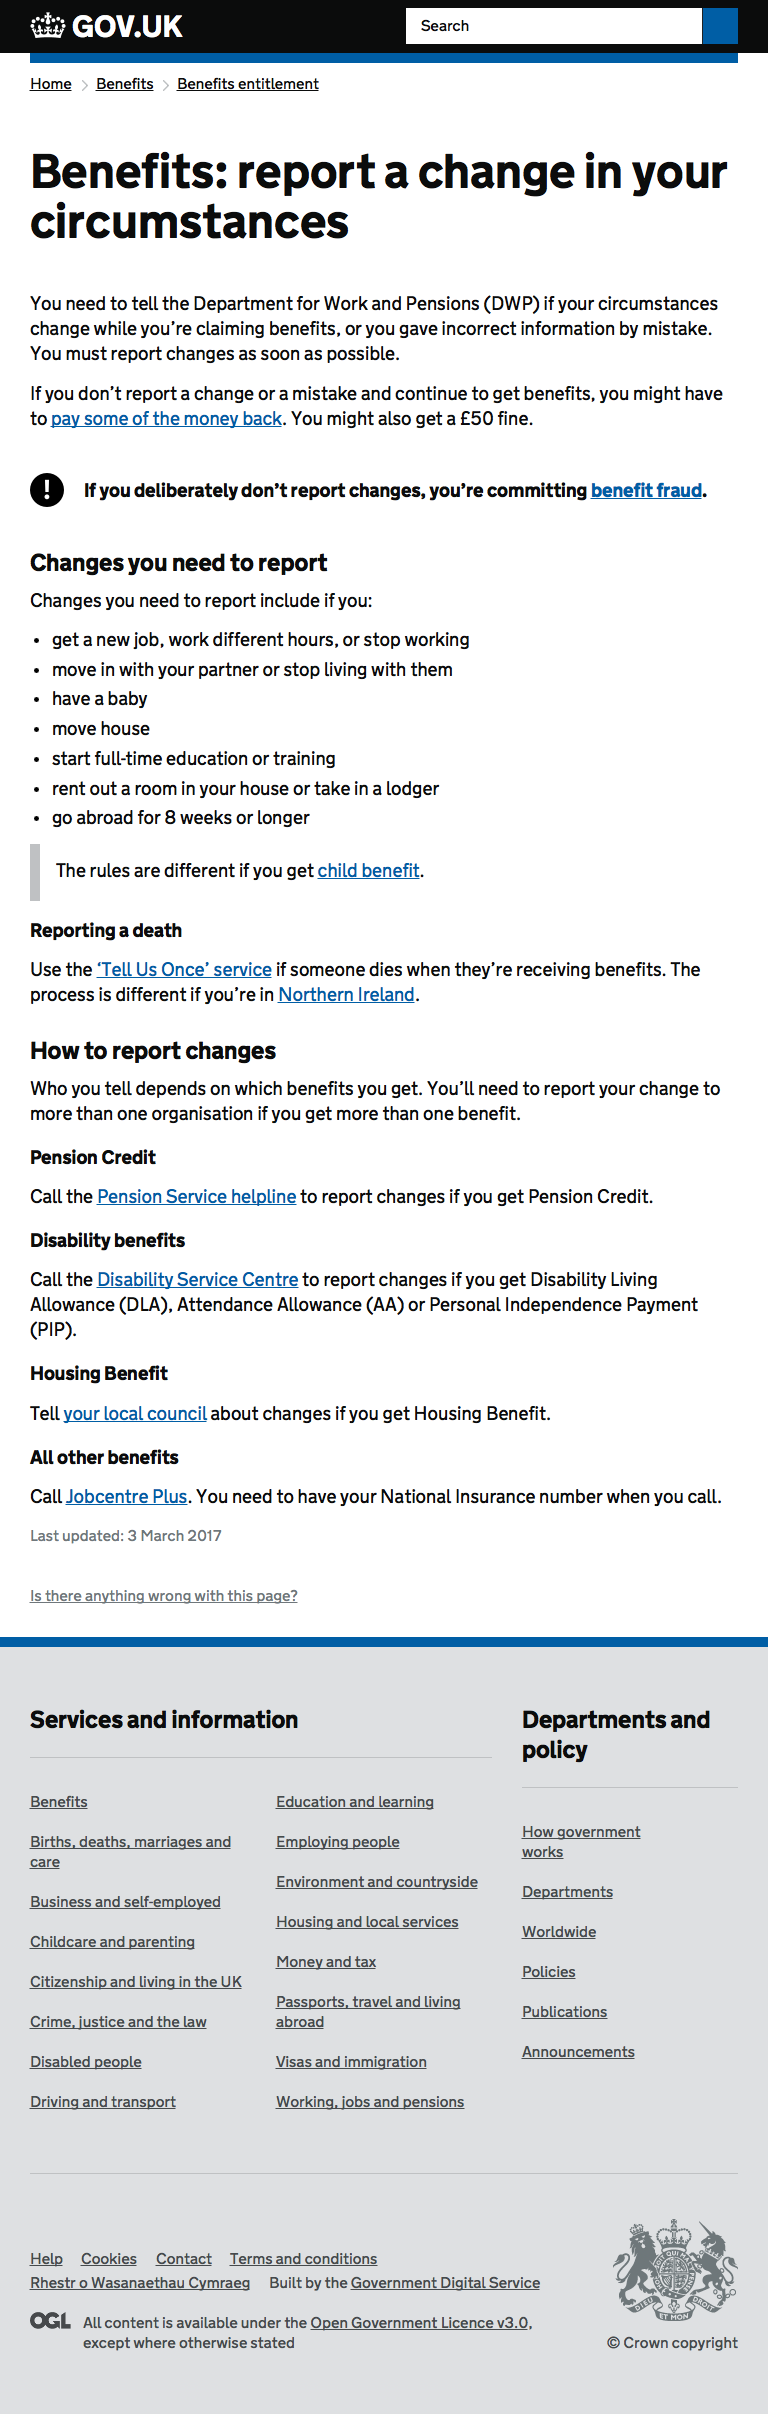 GOV.UK
Search
Home
Benefits
Benefits entitlement
Benefits: report a change in your
circumstances
You need to tell the Department for Work and Pensions (DWP) if your circumstances
change while you’re claiming benefits, or you gave incorrect information by mistake.
You must report changes as soon as possible.
If you don’t report a change or a mistake and continue to get benefits, you might have
to pay some of the money back. You might also get a £50 fine.
! If you deliberately don’t report changes, you’re committing benefit fraud.
Changes you need to report
Changes you need to report include if you:
• get a new job, work different hours, or stop working
• move in with your partner or stop living with them
• have a baby
• move house
• start full-time education or training
• rent out a room in your house or take in a lodger
• go abroad for 8 weeks or longer
The rules are different if you get child benefit.
Reporting a death
Use the ‘Tell Us Once’ service if someone dies when they’re receiving benefits. The
process is different if you’re in Northern Ireland.
How to report changes
Who you tell depends on which benefits you get. You’ll need to report your change to
more than one organisation if you get more than one benefit.
Pension Credit
Call the Pension Service helpline to report changes if you get Pension Credit.
Disability benefits
Call the Disability Service Centre to report changes if you get Disability Living
Allowance (DLA), Attendance Allowance (AA) or Personal Independence Payment
(PIP).
Housing Benefit
Tell your local council about changes if you get Housing Benefit.
All other benefits
Call Jobcentre Plus. You need to have your National Insurance number when you call.
Last updated: 3 March 2017
Is there anything wrong with this page?
Services and information
Benefits
Births, deaths, marriages and
care
Business and self-employed
Childcare and parenting
Citizenship and living in the UK
Crime, justice and the law
Disabled people
Driving and transport
Education and learning
Employing people
Environment and countryside
Housing and local services
Money and tax
Passports, travel and living
abroad
Visas and immigration
Working, jobs and pensions
Departments and
policy
How government
works
Departments
Worldwide
Policies
Publications
Announcements
Help
Cookies
Contact
Terms and conditions
Rhestr o Wasanaethau Cymraeg
Built by the Government Digital Service
OGL
All content is available under the Open Government Licence v3.0,
except where otherwise stated
DIEU ET MON DROIT
© Crown copyright